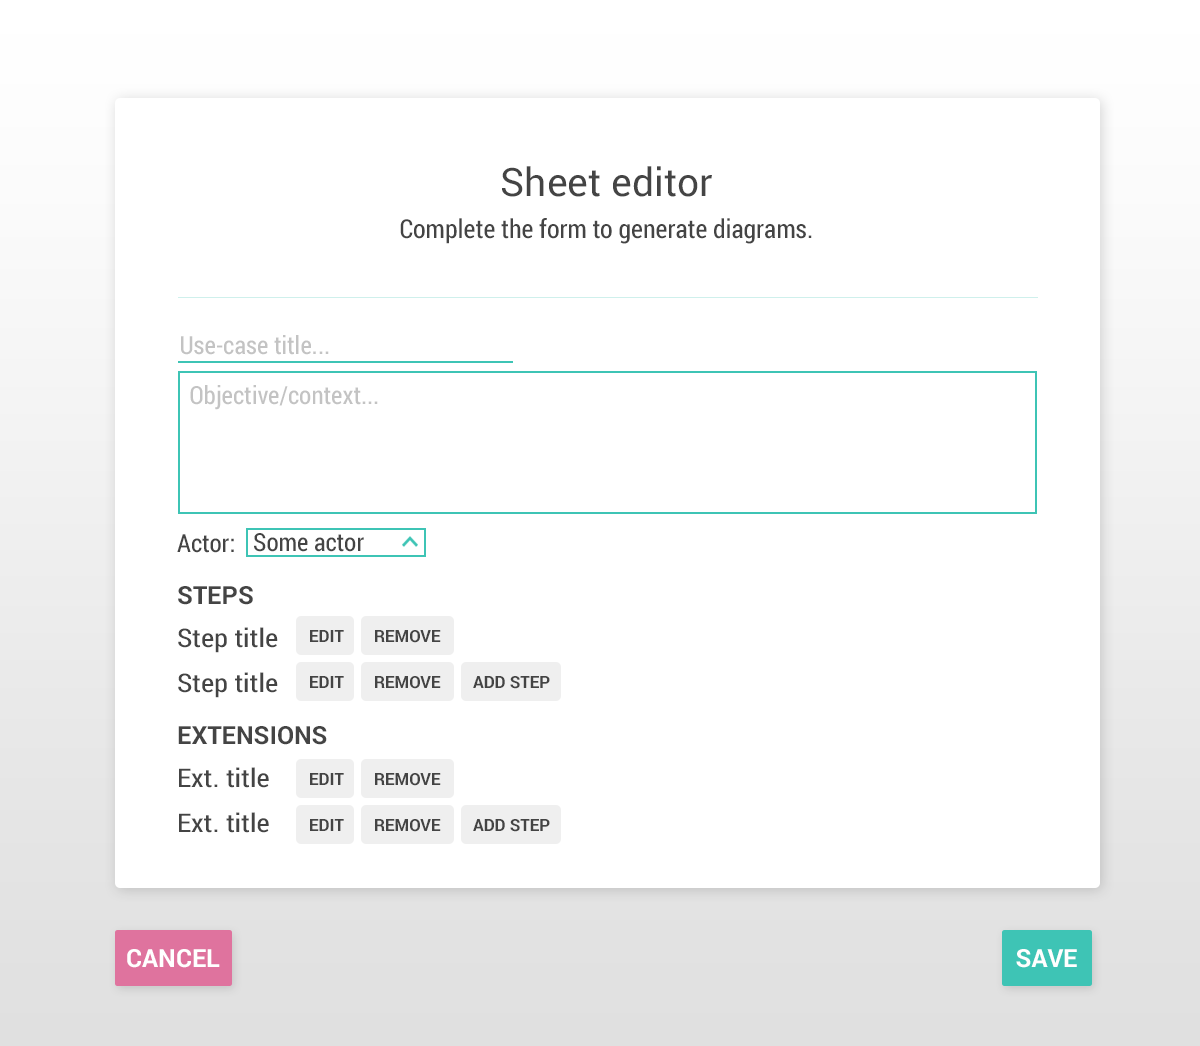 Sheet editor
Complete the form to generate diagrams.
Use-case title...
Objective/context...
Actor: Some actor
STEPS
Step title EDIT REMOVE
Step title EDIT REMOVE ADD STEP
EXTENSIONS
Ext. title EDIT REMOVE
Ext. title EDIT REMOVE ADD STEP
CANCEL SAVE